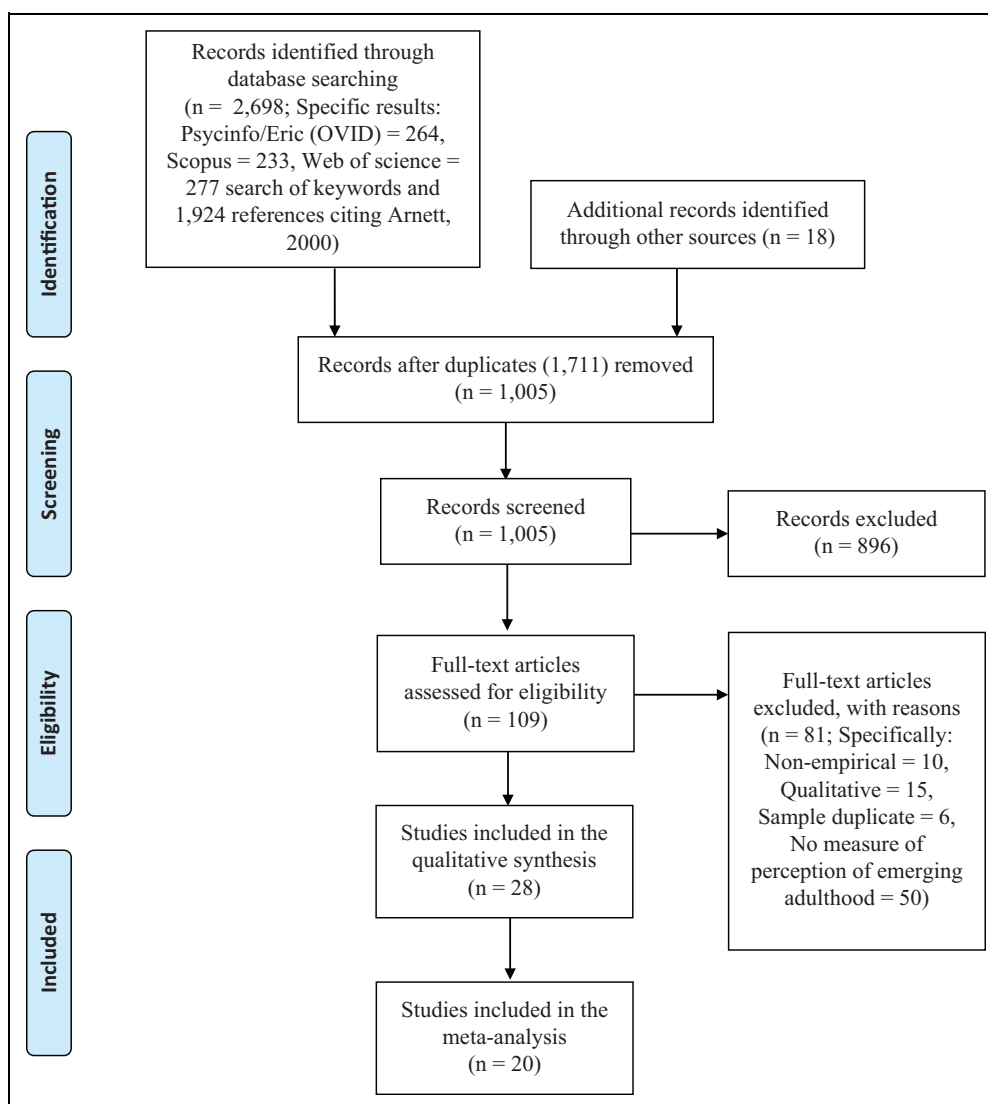 Records identified through
database searching
(n =  2,698; Specific results:
Psycinfo/Eric (OVID) = 264,
Scopus = 233, Web of science =
277 search of keywords and
1,924 references citing Arnett,
2000)
Additional records identified
through other sources (n = 18)
Identification
Records after duplicates (1,711) removed
(n = 1,005)
Screening
Records screened
(n = 1,005)
Records excluded
(n = 896)
Eligibility
Full-text articles
assessed for eligibility
(n = 109)
Full-text articles
excluded, with reasons
(n = 81; Specifically:
Non-empirical = 10,
Qualitative = 15,
Sample duplicate = 6,
No measure of
perception of emerging
adulthood = 50)
Studies included in the
qualitative synthesis
(n = 28)
Included
Studies included in the
meta-analysis
(n = 20)